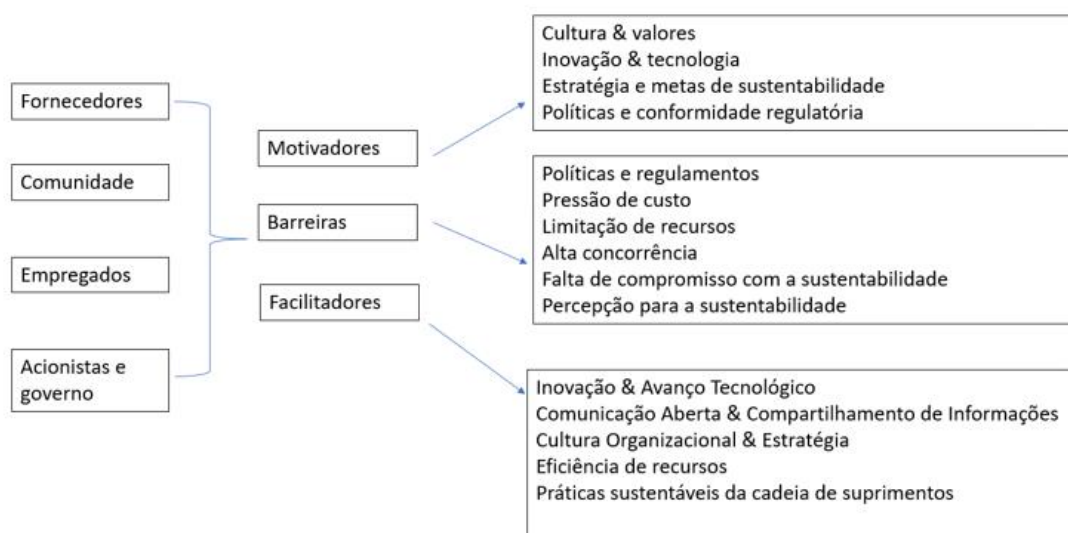 Fornecedores
Comunidade
Empregados
Acionistas e
governo
Motivadores
Barreiras
Facilitadores
Cultura & valores
Inovação & tecnologia
Estratégia e metas de sustentabilidade
Políticas e conformidade regulatória
Políticas e regulamentos
Pressão de custo
Limitação de recursos
Alta concorrência
Falta de compromisso com a sustentabilidade
Percepção para a sustentabilidade
Inovação & Avanço Tecnológico
Comunicação Aberta & Compartilhamento de Informações
Cultura Organizacional & Estratégia
Eficiência de recursos
Práticas sustentáveis da cadeia de suprimentos